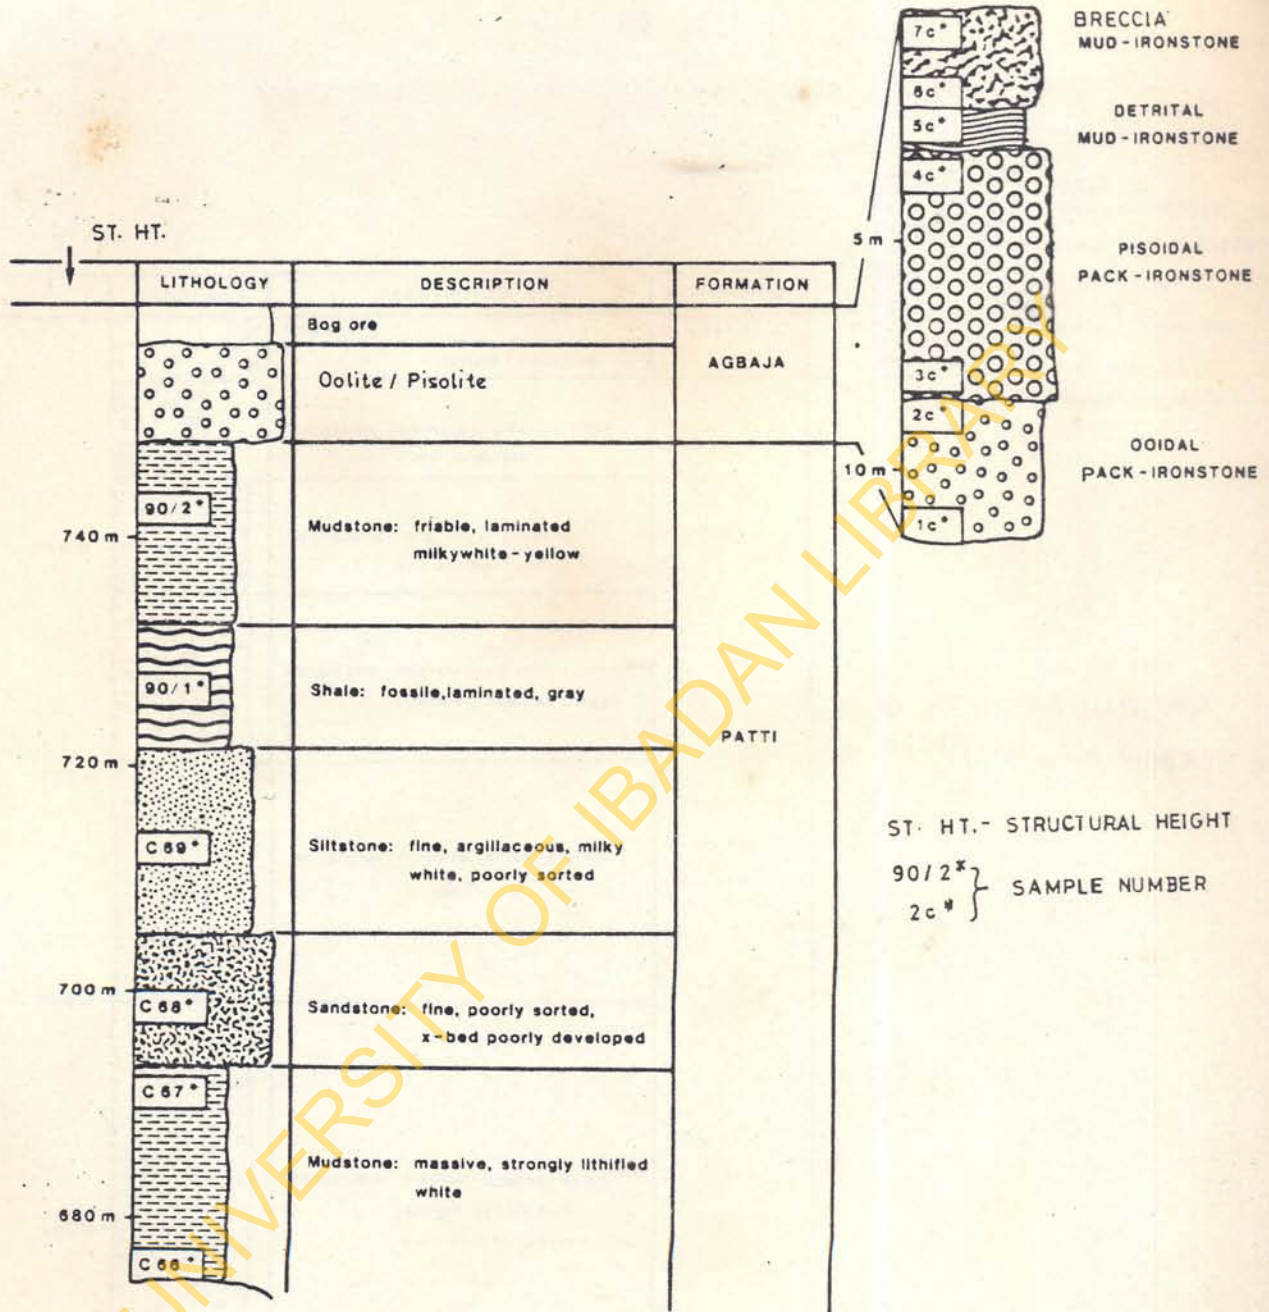 ST. HT.
LITHOLOGY
DESCRIPTION
FORMATION
Bog ore
Oolite / Pisolite
AGBAJA
90/2*
740 m
Mudstone: friable, laminated
milkywhite-yellow
90/1*
Shale: fossile,laminated, gray
PATTI
720 m
C 69*
Siltstone: fine, argillaceous, milky
white, poorly sorted
700 m
C 68*
Sandstone: fine, poorly sorted,
x-bed poorly developed
C 67*
Mudstone: massive, strongly lithified
white
680 m
C 66*
7c*
BRECCIA
MUD-IRONSTONE
6c*
5c*
DETRITAL
MUD-IRONSTONE
4c*
5 m
PISOIDAL
PACK-IRONSTONE
3c*
2c*
10 m
OOIDAL
PACK-IRONSTONE
1c*
ST. HT.- STRUCTURAL HEIGHT
90/2*
2c*
SAMPLE NUMBER
UNIVERSITY OF IBADAN LIBRARY